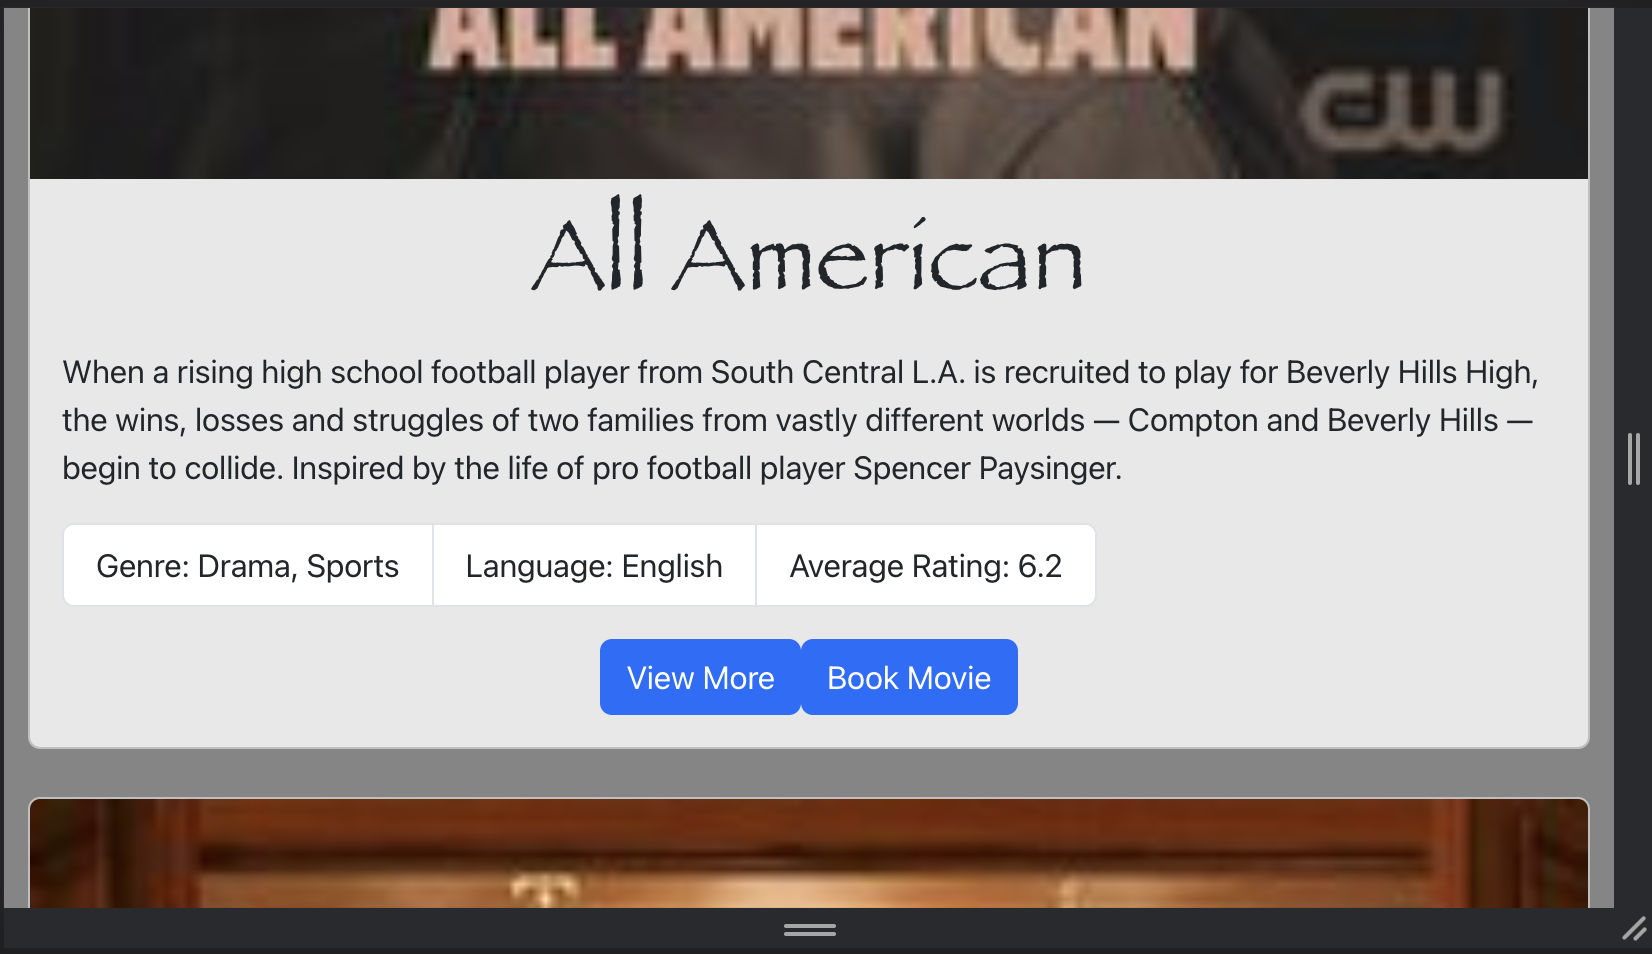 ALL AMERICAN
CW
All American
When a rising high school football player from South Central L.A. is recruited to play for Beverly Hills High,
the wins, losses and struggles of two families from vastly different worlds — Compton and Beverly Hills —
begin to collide. Inspired by the life of pro football player Spencer Paysinger.
Genre: Drama, Sports
Language: English
Average Rating: 6.2
View More
Book Movie